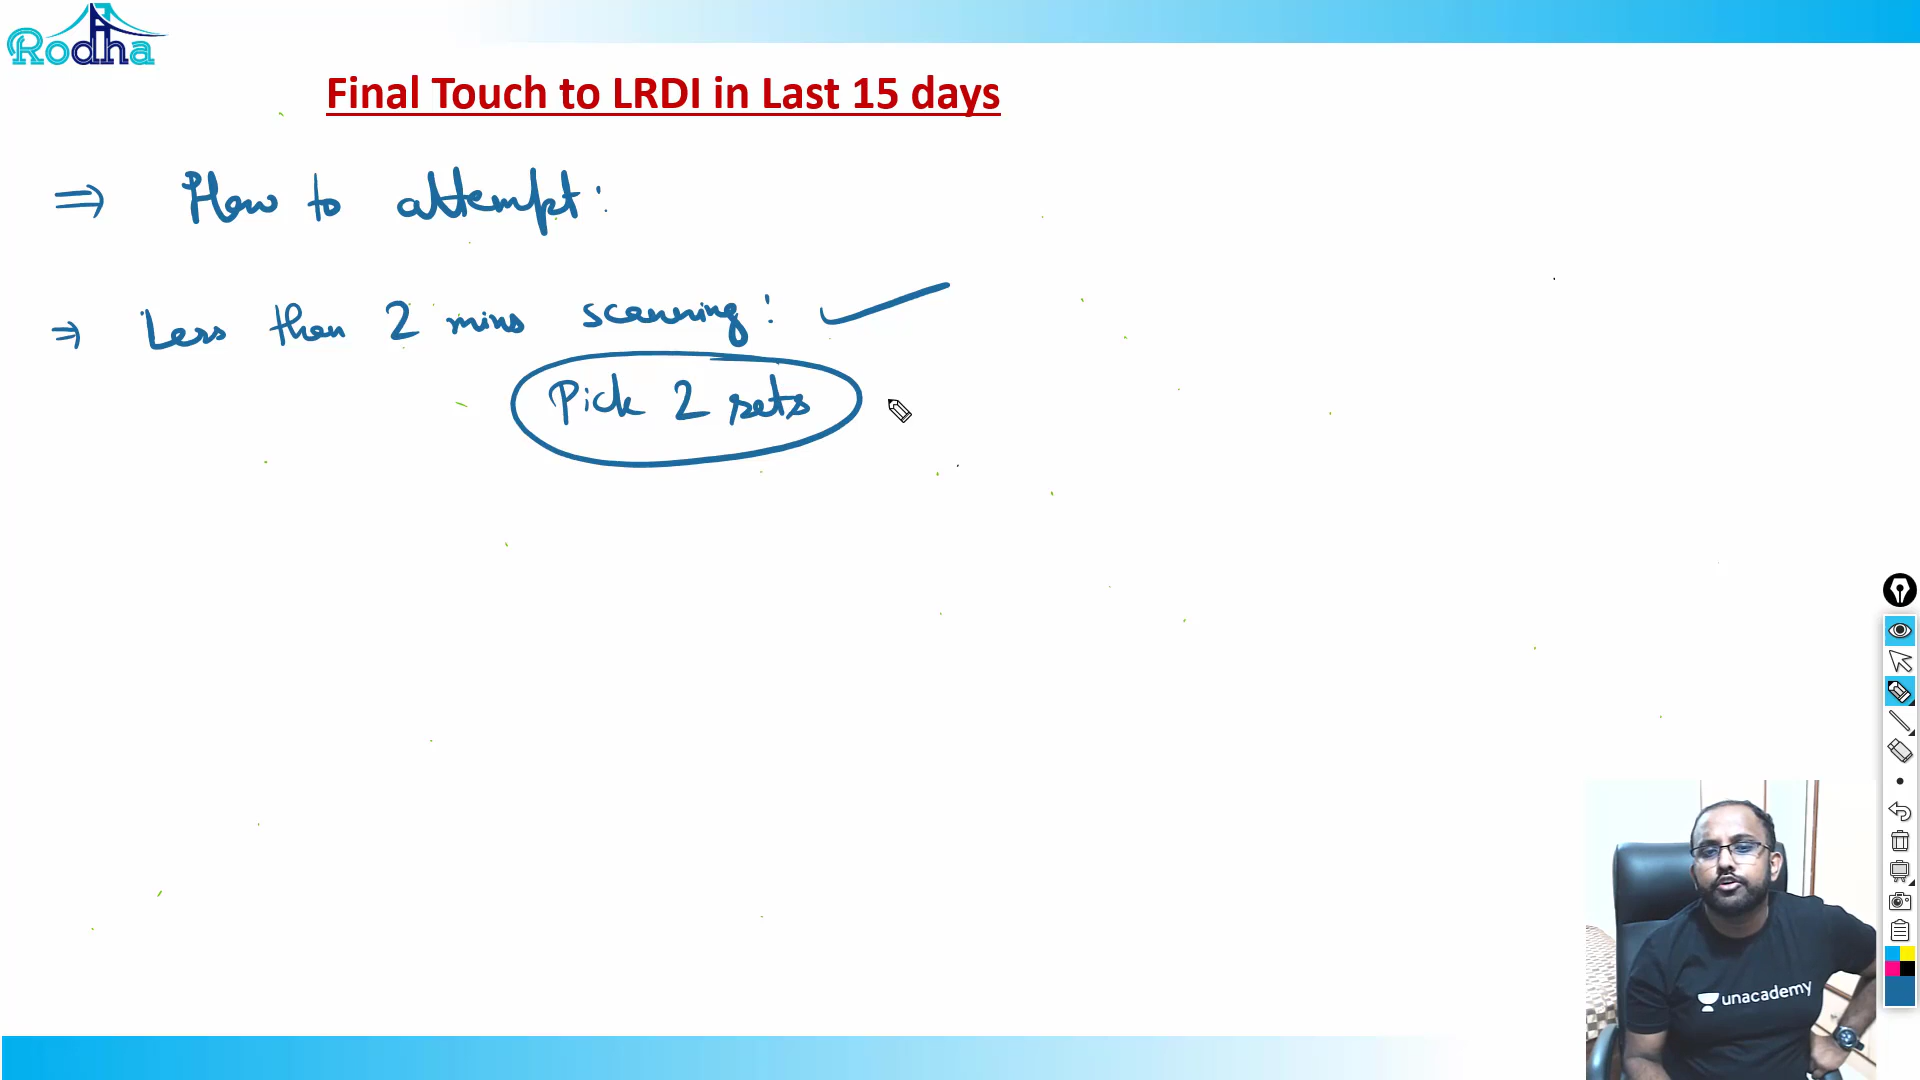 Rodha
Final Touch to LRDI in Last 15 days
⇒ How to attempt:
⇒ Less than 2 mins scanning:
Pick 2 sets
unacademy